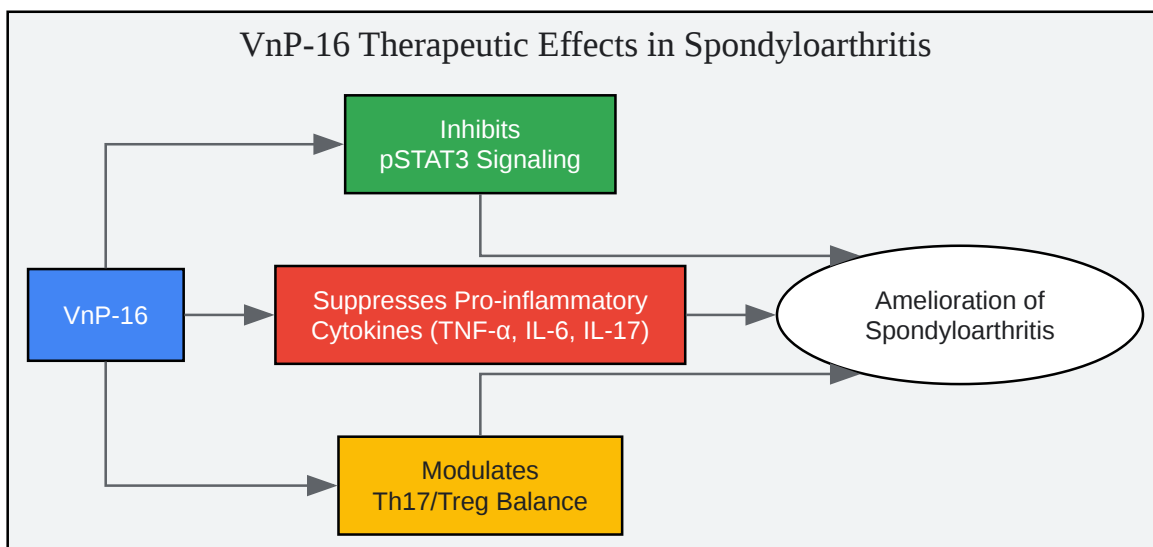 VnP-16 Therapeutic Effects in Spondyloarthritis
Inhibits
pSTAT3 Signaling
VnP-16
Suppresses Pro-inflammatory
Cytokines (TNF-α, IL-6, IL-17)
Amelioration of
Spondyloarthritis
Modulates
Th17/Treg Balance